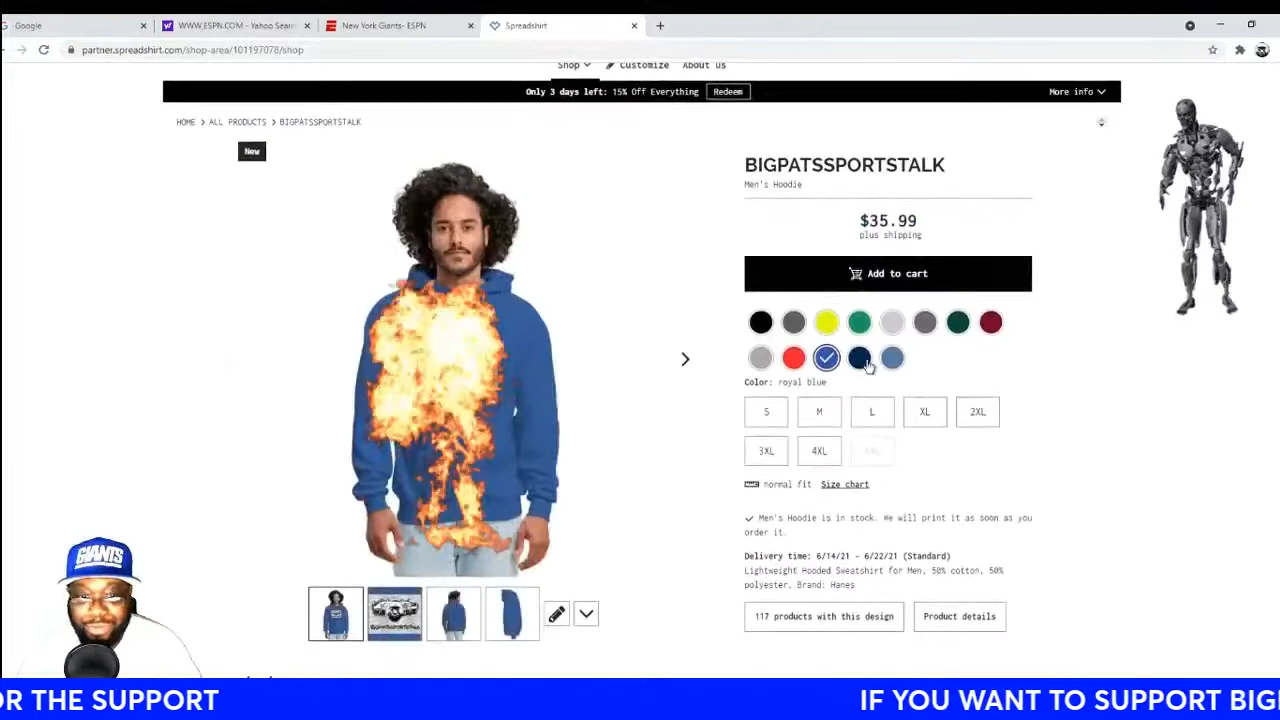 Google
WWW.ESPN.COM - Yahoo Sear
New York Giants- ESPN
Spreadshirt
partner.spreadshirt.com/shop-area/101197078/shop
Shop
Customize
About us
Only 3 days left: 15% Off Everything
Redeem
More info
HOME > ALL PRODUCTS > BIGPATSSPORTSTALK
New
BIGPATSSPORTSTALK
Men's Hoodie
$35.99
plus shipping
Add to cart
Color: royal blue
S M L XL 2XL
3XL 4XL
normal fit Size chart
Men's Hoodie is in stock. We will print it as soon as you
order it.
Delivery time: 6/14/21 - 6/22/21 (Standard)
Lightweight Hooded Sweatshirt for Men, 50% cotton, 50%
polyester, Brand: Hanes
117 products with this design
Product details
GIANTS
OR THE SUPPORT
IF YOU WANT TO SUPPORT BIG